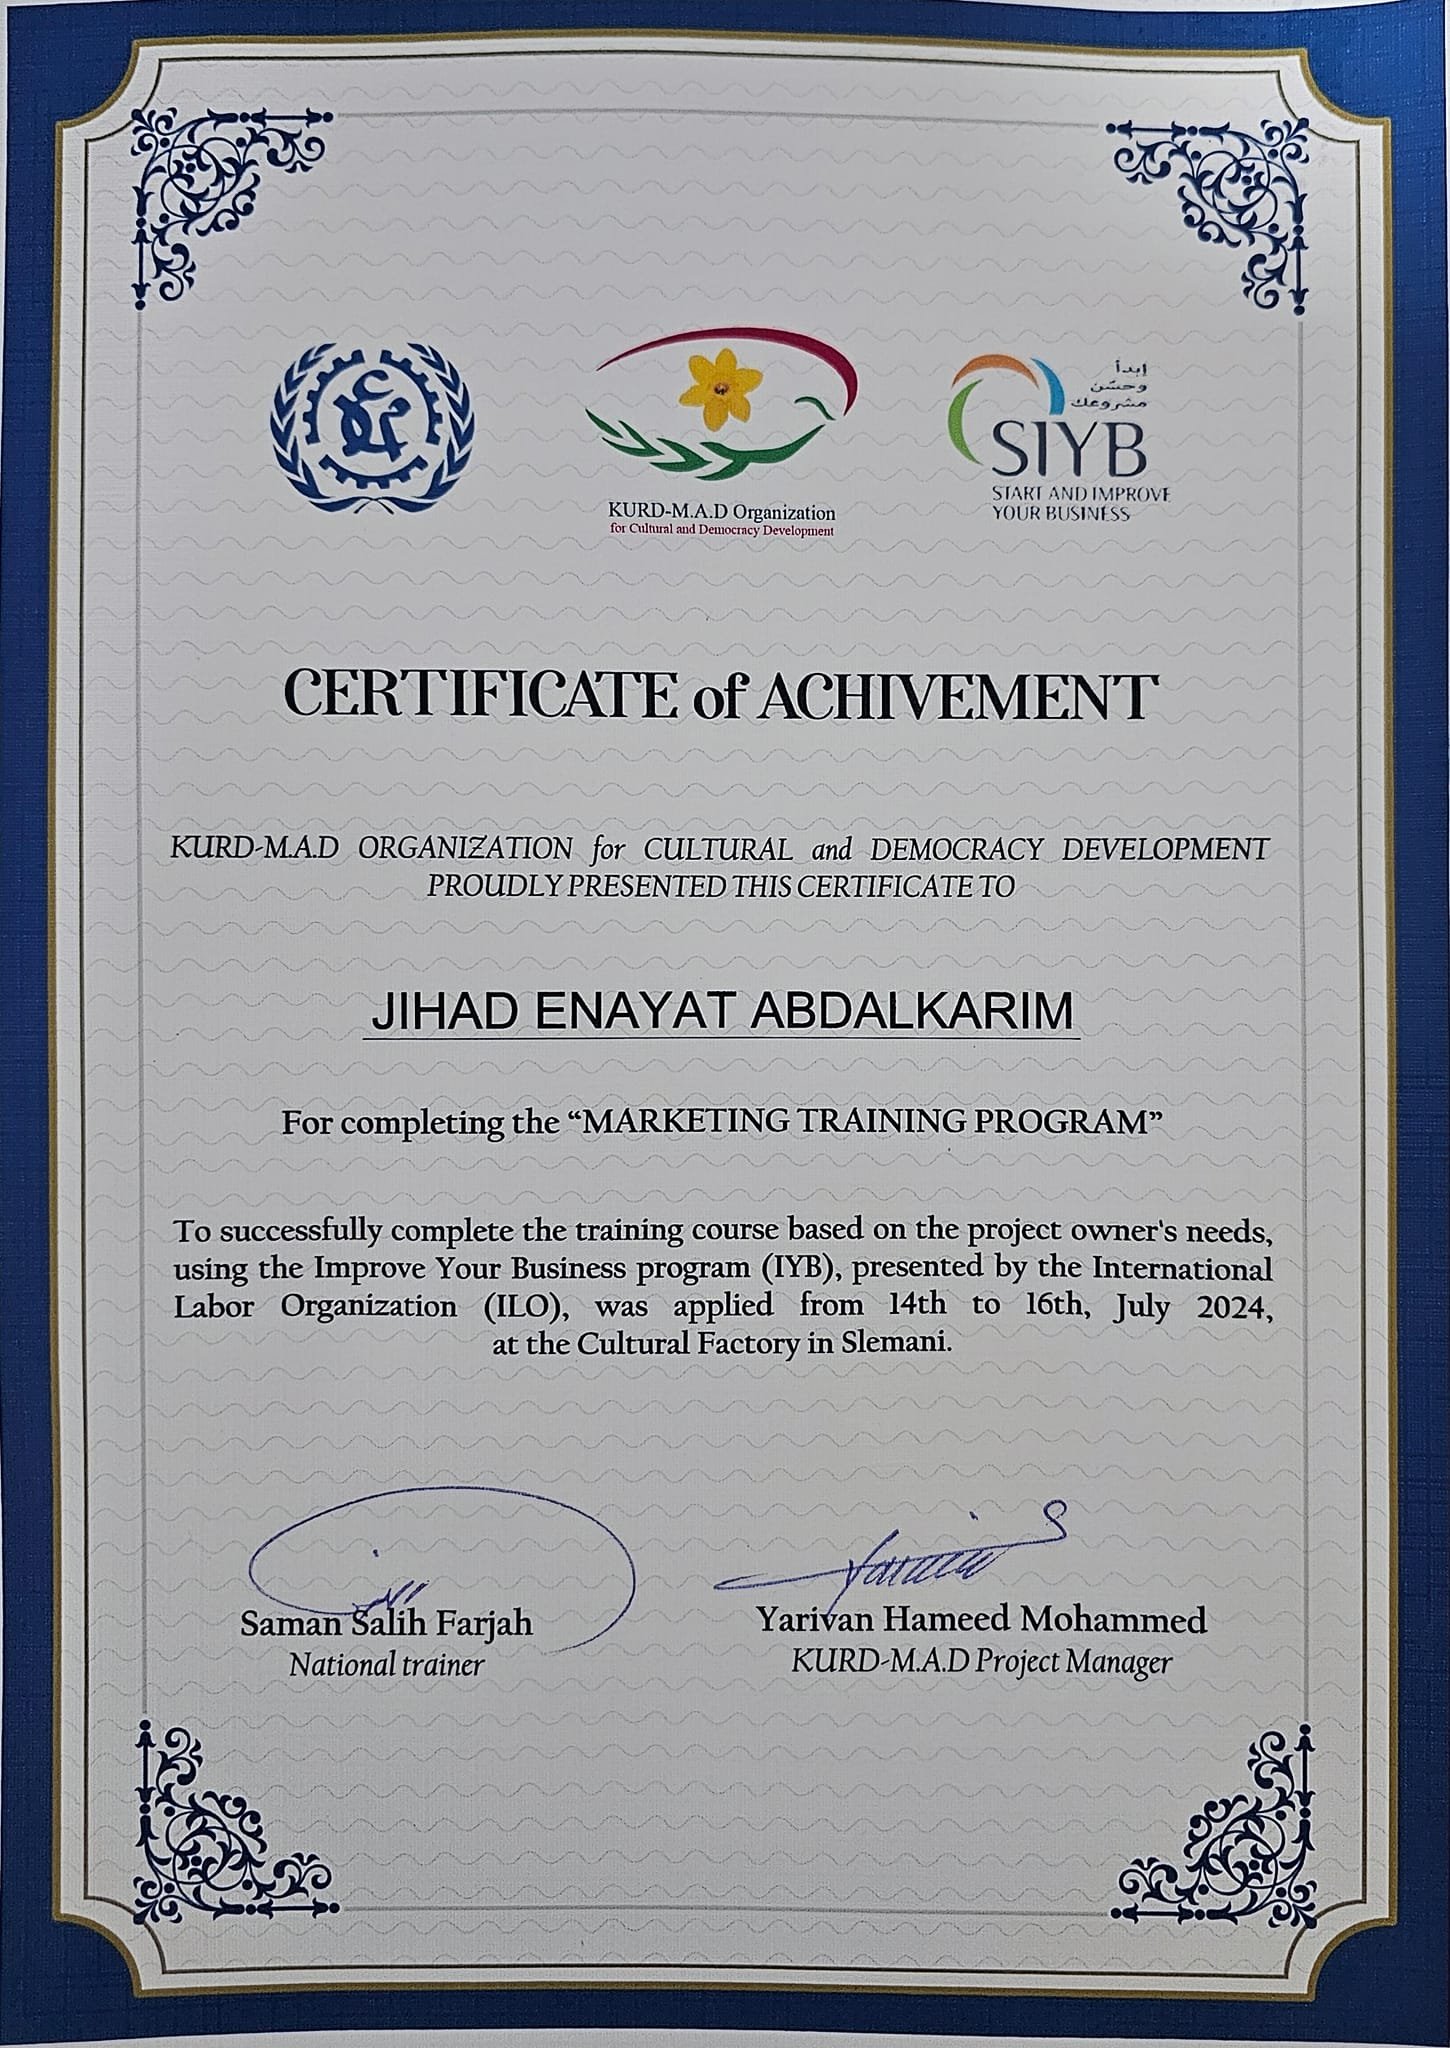 إبدأ
وحسّن
مشروعك
SIYB
START AND IMPROVE
YOUR BUSINESS
KURD-M.A.D Organization
for Cultural and Democracy Development
CERTIFICATE of ACHIVEMENT
KURD-M.A.D ORGANIZATION for CULTURAL and DEMOCRACY DEVELOPMENT
PROUDLY PRESENTED THIS CERTIFICATE TO
JIHAD ENAYAT ABDALKARIM
For completing the “MARKETING TRAINING PROGRAM”
To successfully complete the training course based on the project owner's needs,
using the Improve Your Business program (IYB), presented by the International
Labor Organization (ILO), was applied from 14th to 16th, July 2024,
at the Cultural Factory in Slemani.
Saman Salih Farjah
National trainer
Yarivan Hameed Mohammed
KURD-M.A.D Project Manager